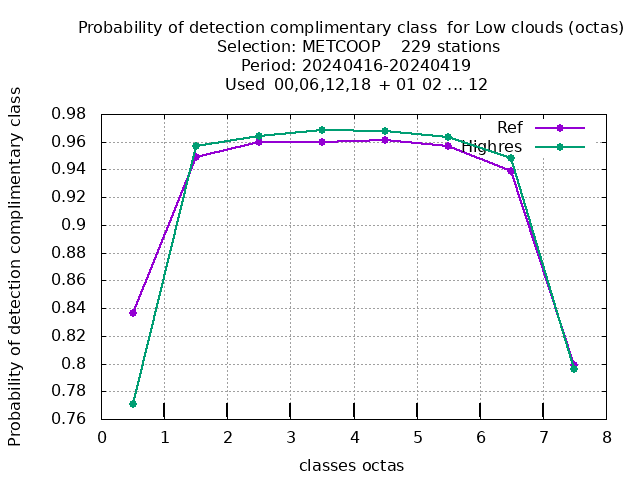 Probability of detection complimentary class  for Low clouds (octas)
Selection: METCOOP    229 stations
Period: 20240416-20240419
Used  00,06,12,18 + 01 02 ... 12
Probability of detection complimentary class
0.98
0.96
0.94
0.92
0.9
0.88
0.86
0.84
0.82
0.8
0.78
0.76
Ref
Highres
0 1 2 3 4 5 6 7 8
classes octas